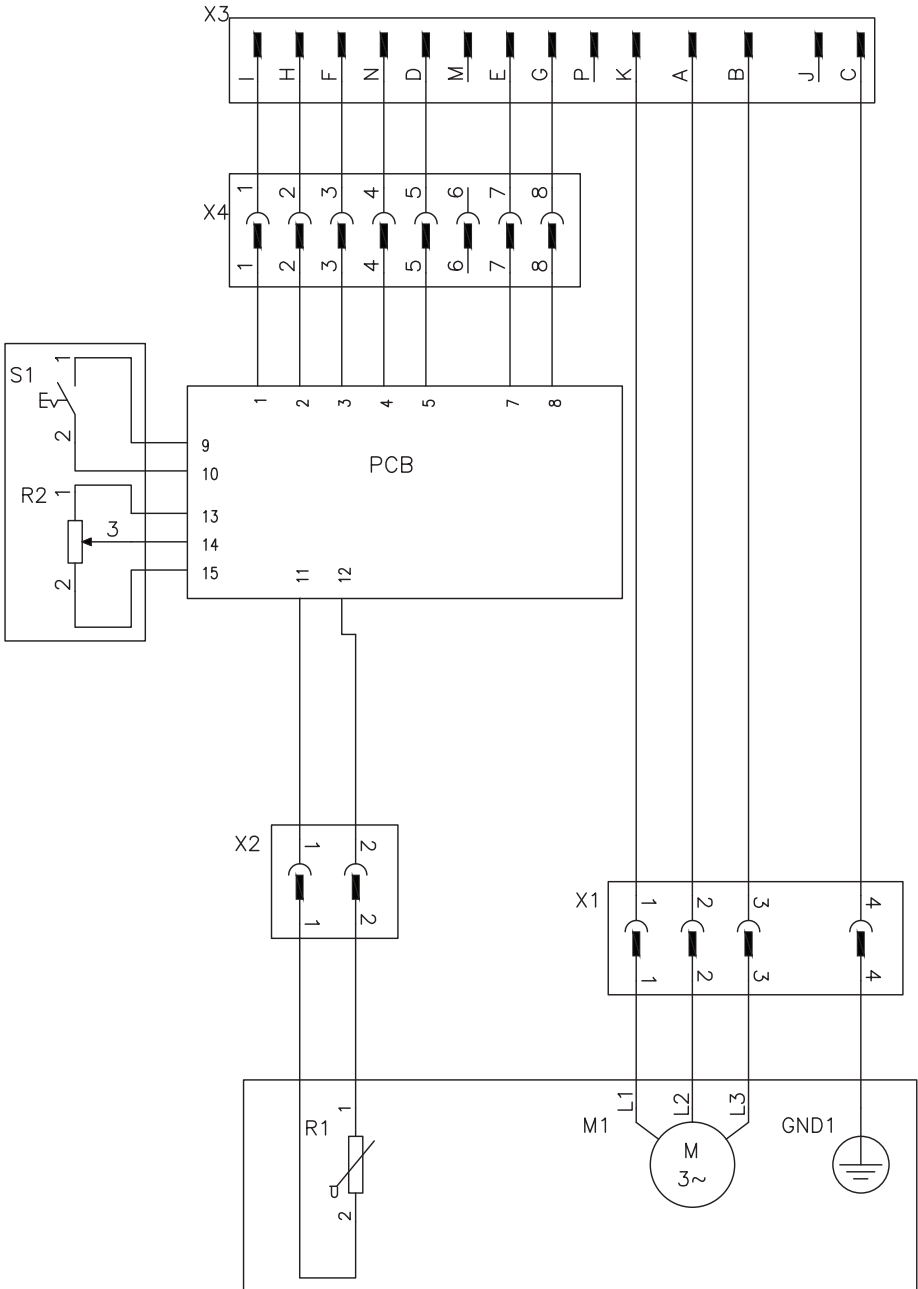 X3
I H F N D M E G P K A B J C
1 2 3 4 5 6 7 8
X4
1 2 3 4 5 6 7 8
S1
1
2
1 2 3 4 5 7 8
9
10
PCB
R2
1
3
2
13
14
15
11 12
X2
1 2
1 2
X1
1 2 3 4
1 2 3 4
R1
1
2
L1 L2 L3
M1
M
3~
GND1